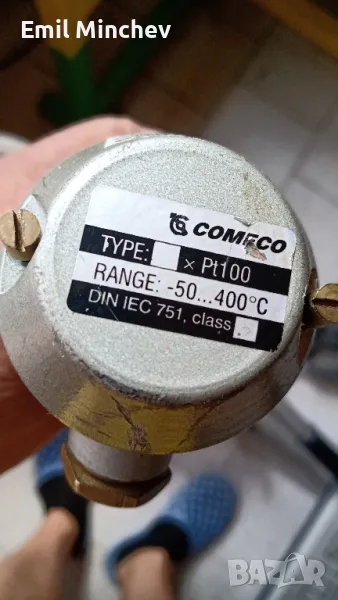 Emil Minchev
COMECO
TYPE: × Pt100
RANGE: -50...400°C
DIN IEC 751, class
BAZAR